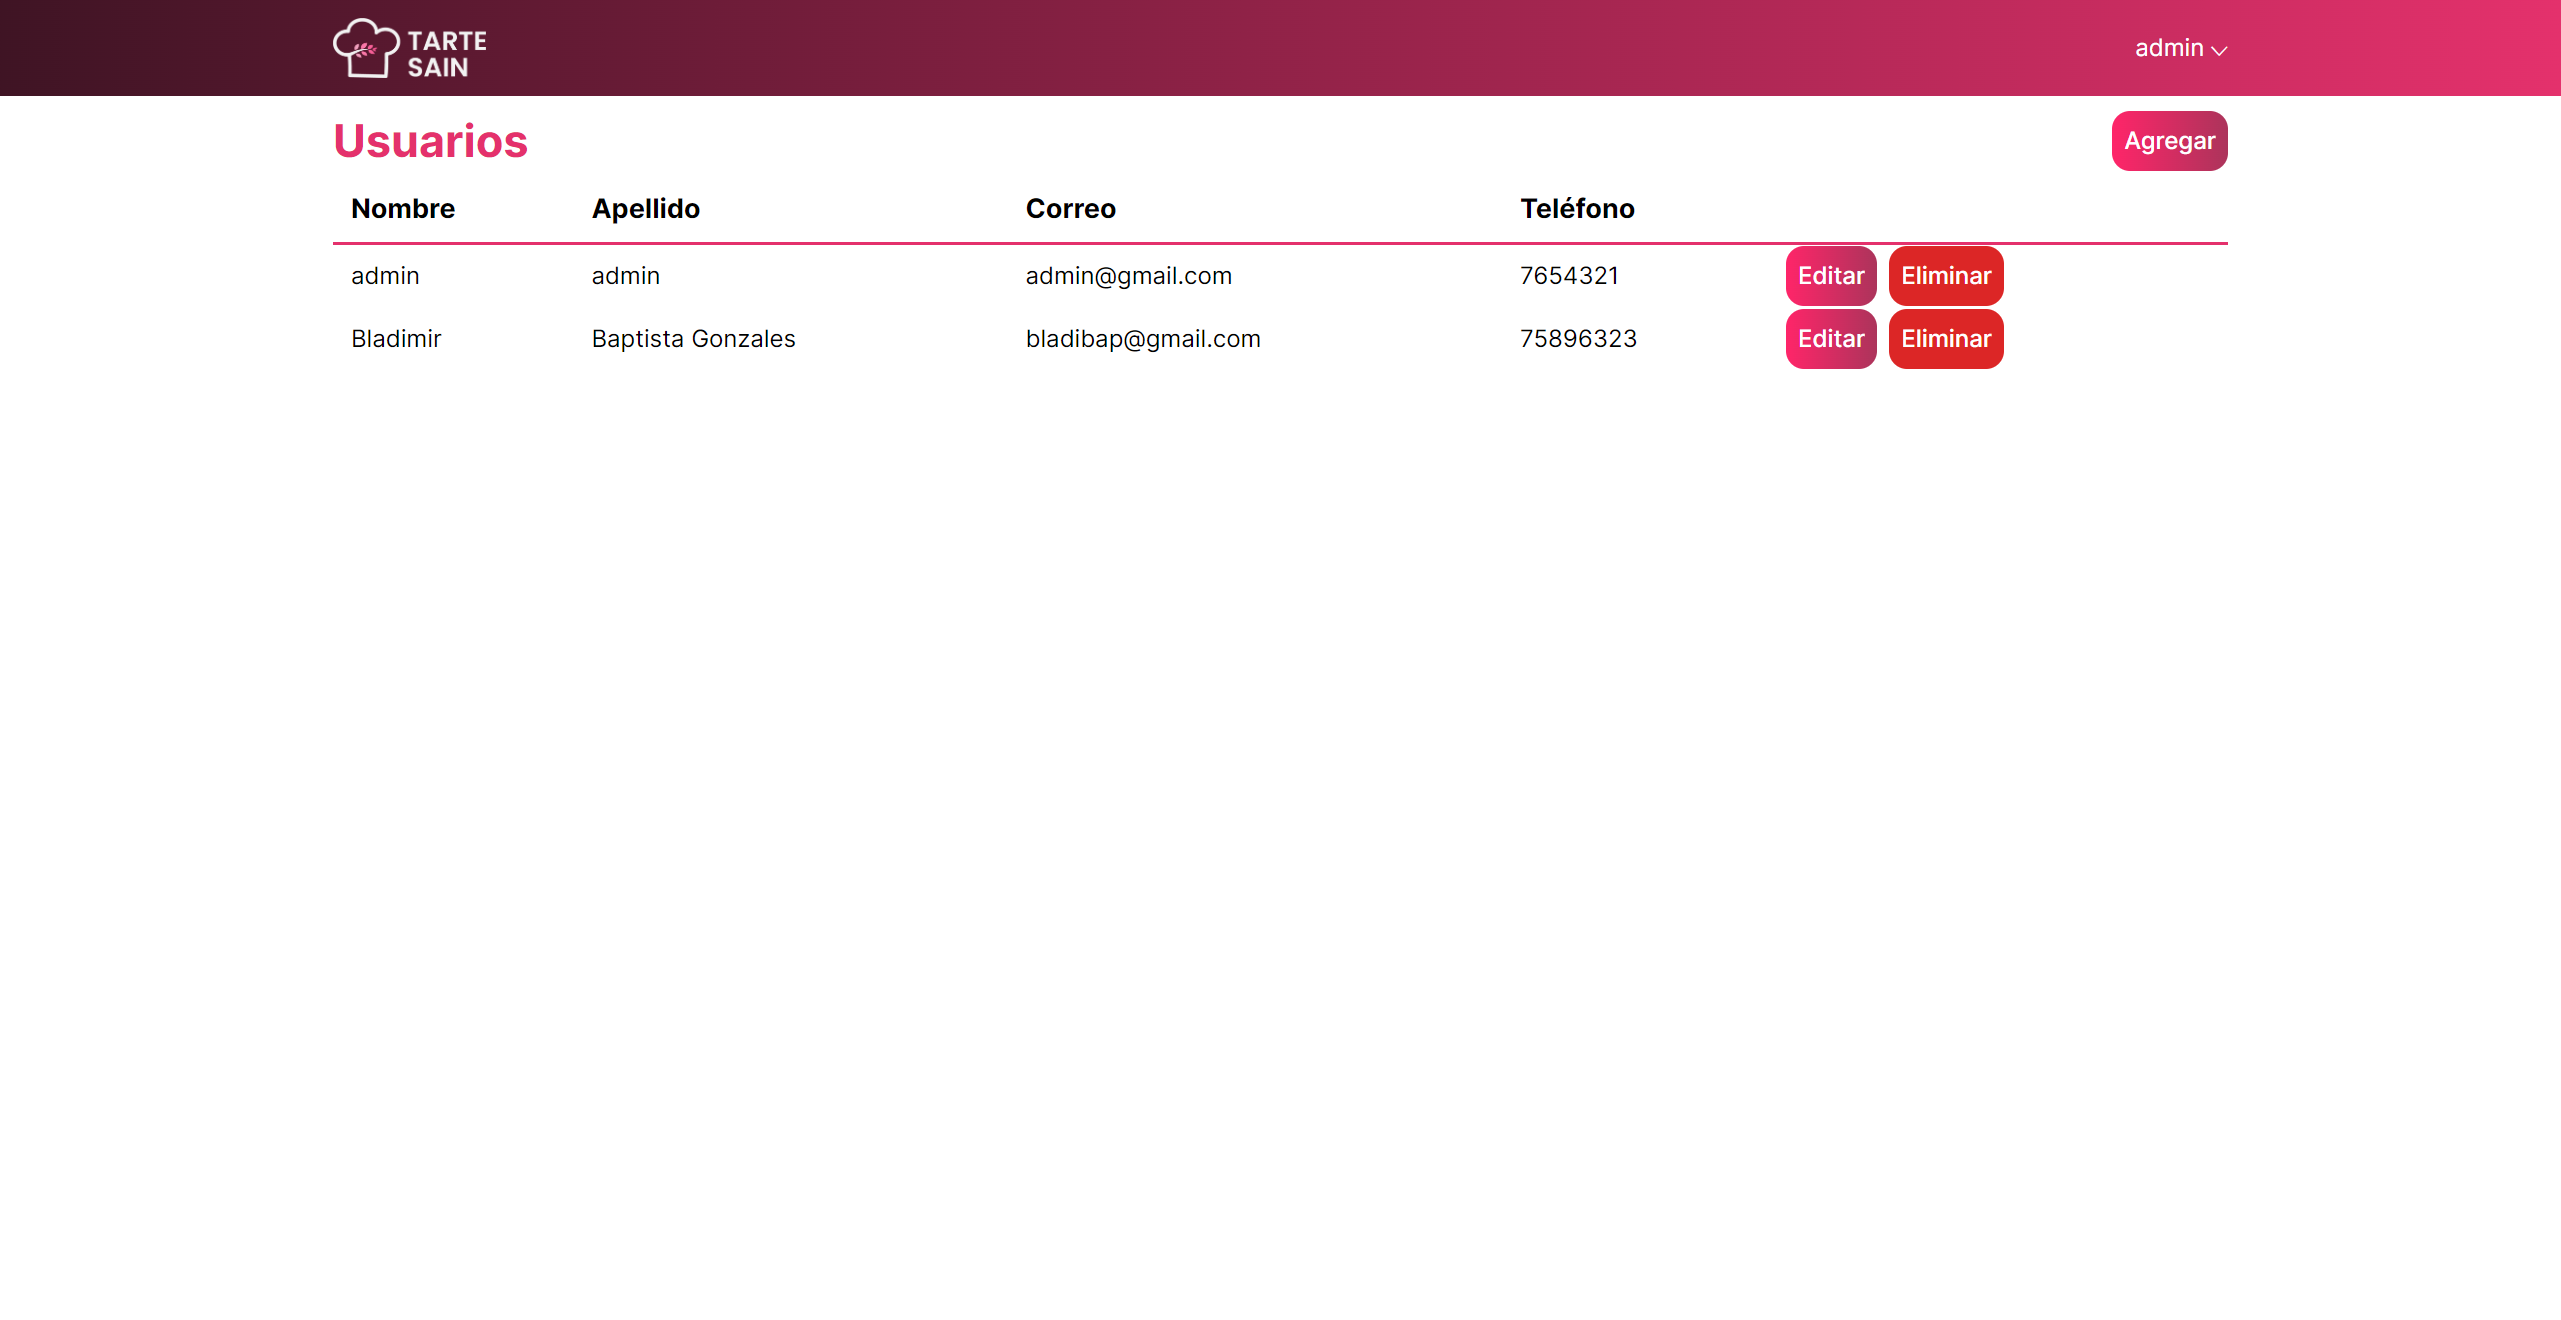 TARTE
SAIN
admin
Usuarios
Agregar
Nombre Apellido Correo Teléfono
admin admin admin@gmail.com 7654321 Editar Eliminar
Bladimir Baptista Gonzales bladibap@gmail.com 75896323 Editar Eliminar